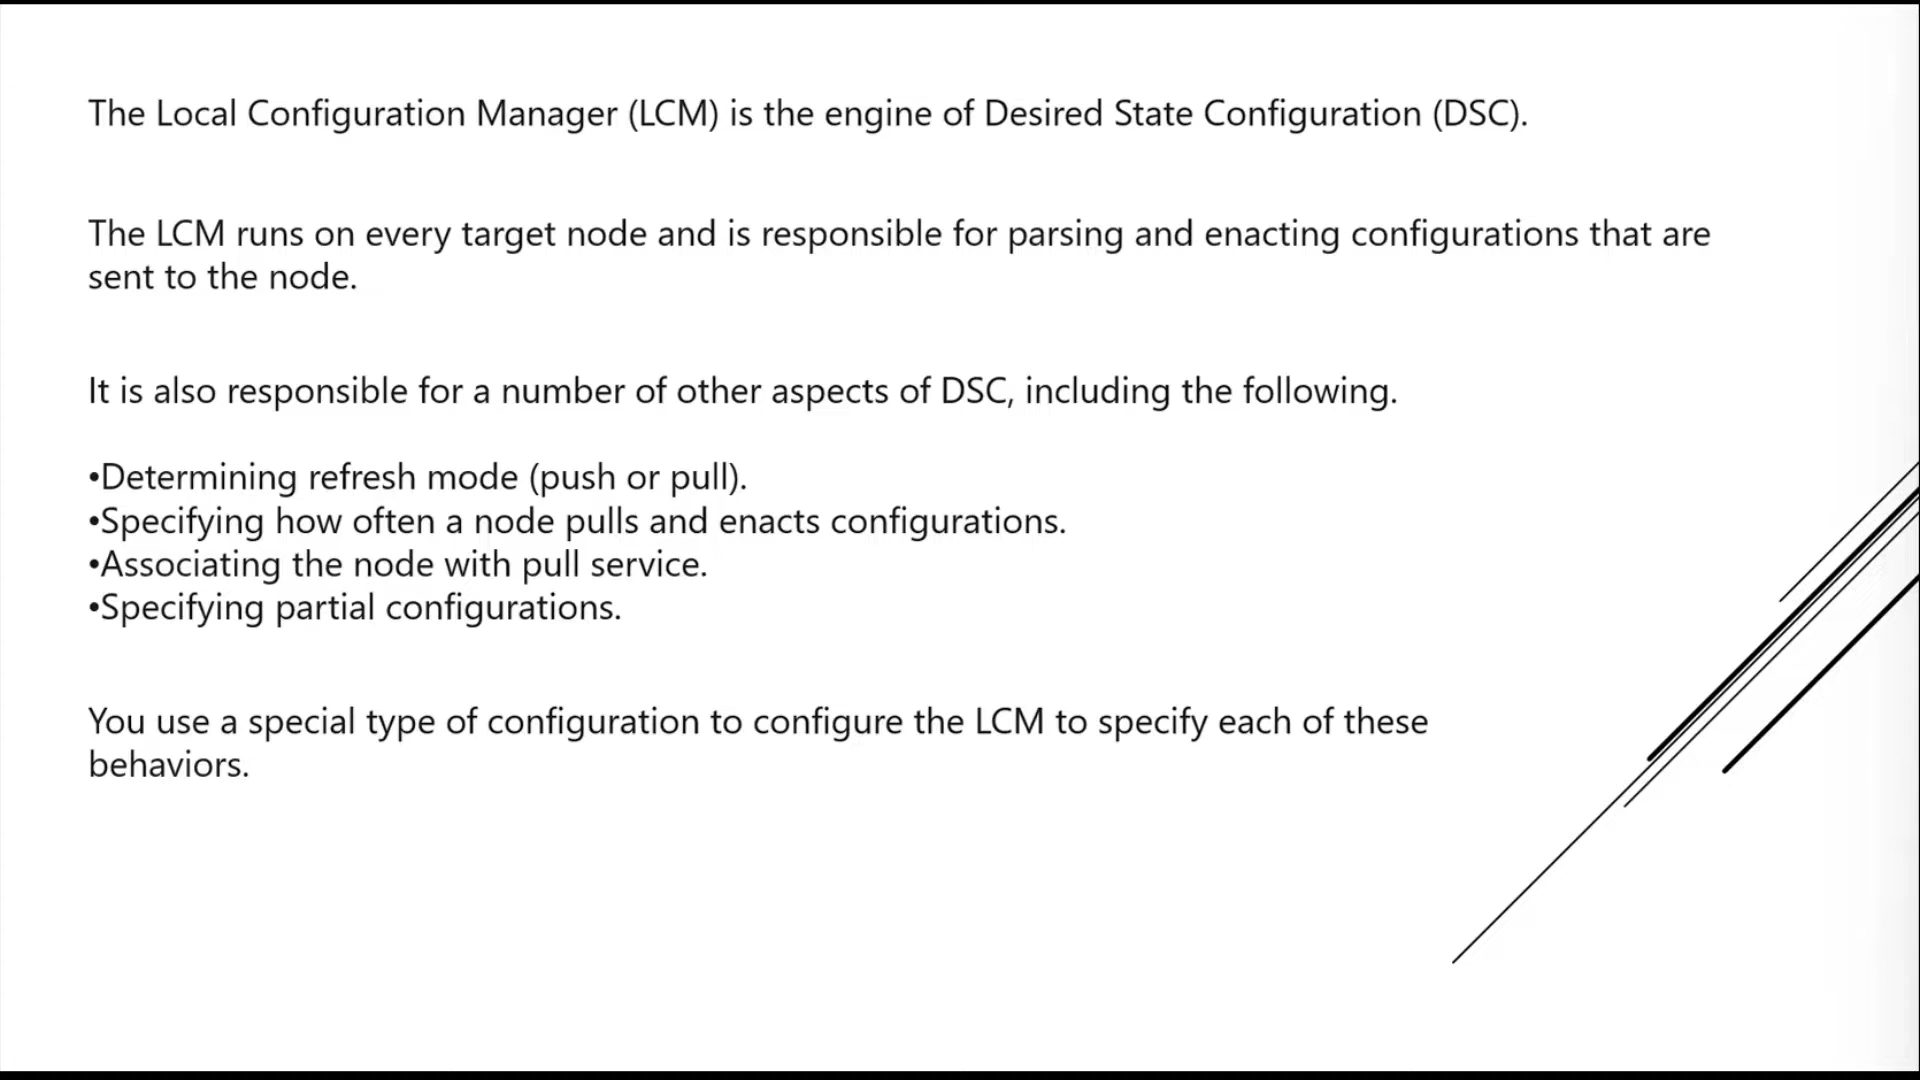 The Local Configuration Manager (LCM) is the engine of Desired State Configuration (DSC).
The LCM runs on every target node and is responsible for parsing and enacting configurations that are
sent to the node.
It is also responsible for a number of other aspects of DSC, including the following.
•Determining refresh mode (push or pull).
•Specifying how often a node pulls and enacts configurations.
•Associating the node with pull service.
•Specifying partial configurations.
You use a special type of configuration to configure the LCM to specify each of these
behaviors.